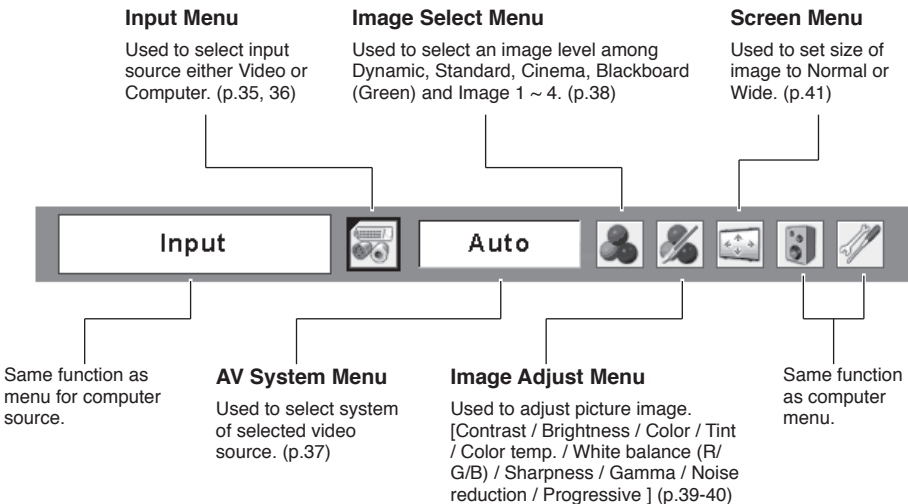 Input Menu
Used to select input
source either Video or
Computer. (p.35, 36)
Image Select Menu
Used to select an image level among
Dynamic, Standard, Cinema, Blackboard
(Green) and Image 1 ~ 4. (p.38)
Screen Menu
Used to set size of
image to Normal or
Wide. (p.41)
Input
Auto
Same function as
menu for computer
source.
AV System Menu
Used to select system
of selected video
source. (p.37)
Image Adjust Menu
Used to adjust picture image.
[Contrast / Brightness / Color / Tint
/ Color temp. / White balance (R/
G/B) / Sharpness / Gamma / Noise
reduction / Progressive ] (p.39-40)
Same function
as computer
menu.